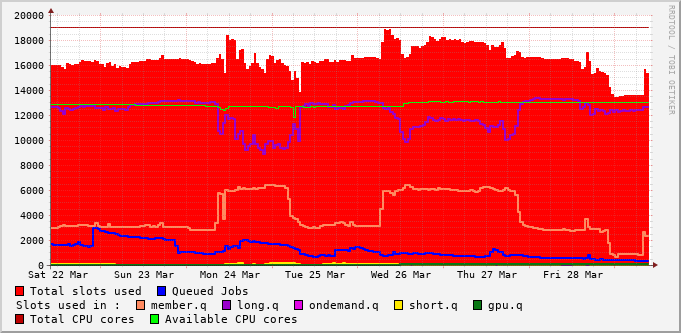 20000
18000
16000
14000
12000
10000
8000
6000
4000
2000
0
Sat 22 Mar Sun 23 Mar Mon 24 Mar Tue 25 Mar Wed 26 Mar Thu 27 Mar Fri 28 Mar
RRDTOOL / TOBI OETIKER
Total slots used Queued Jobs
Slots used in : member.q long.q ondemand.q short.q gpu.q
Total CPU cores Available CPU cores